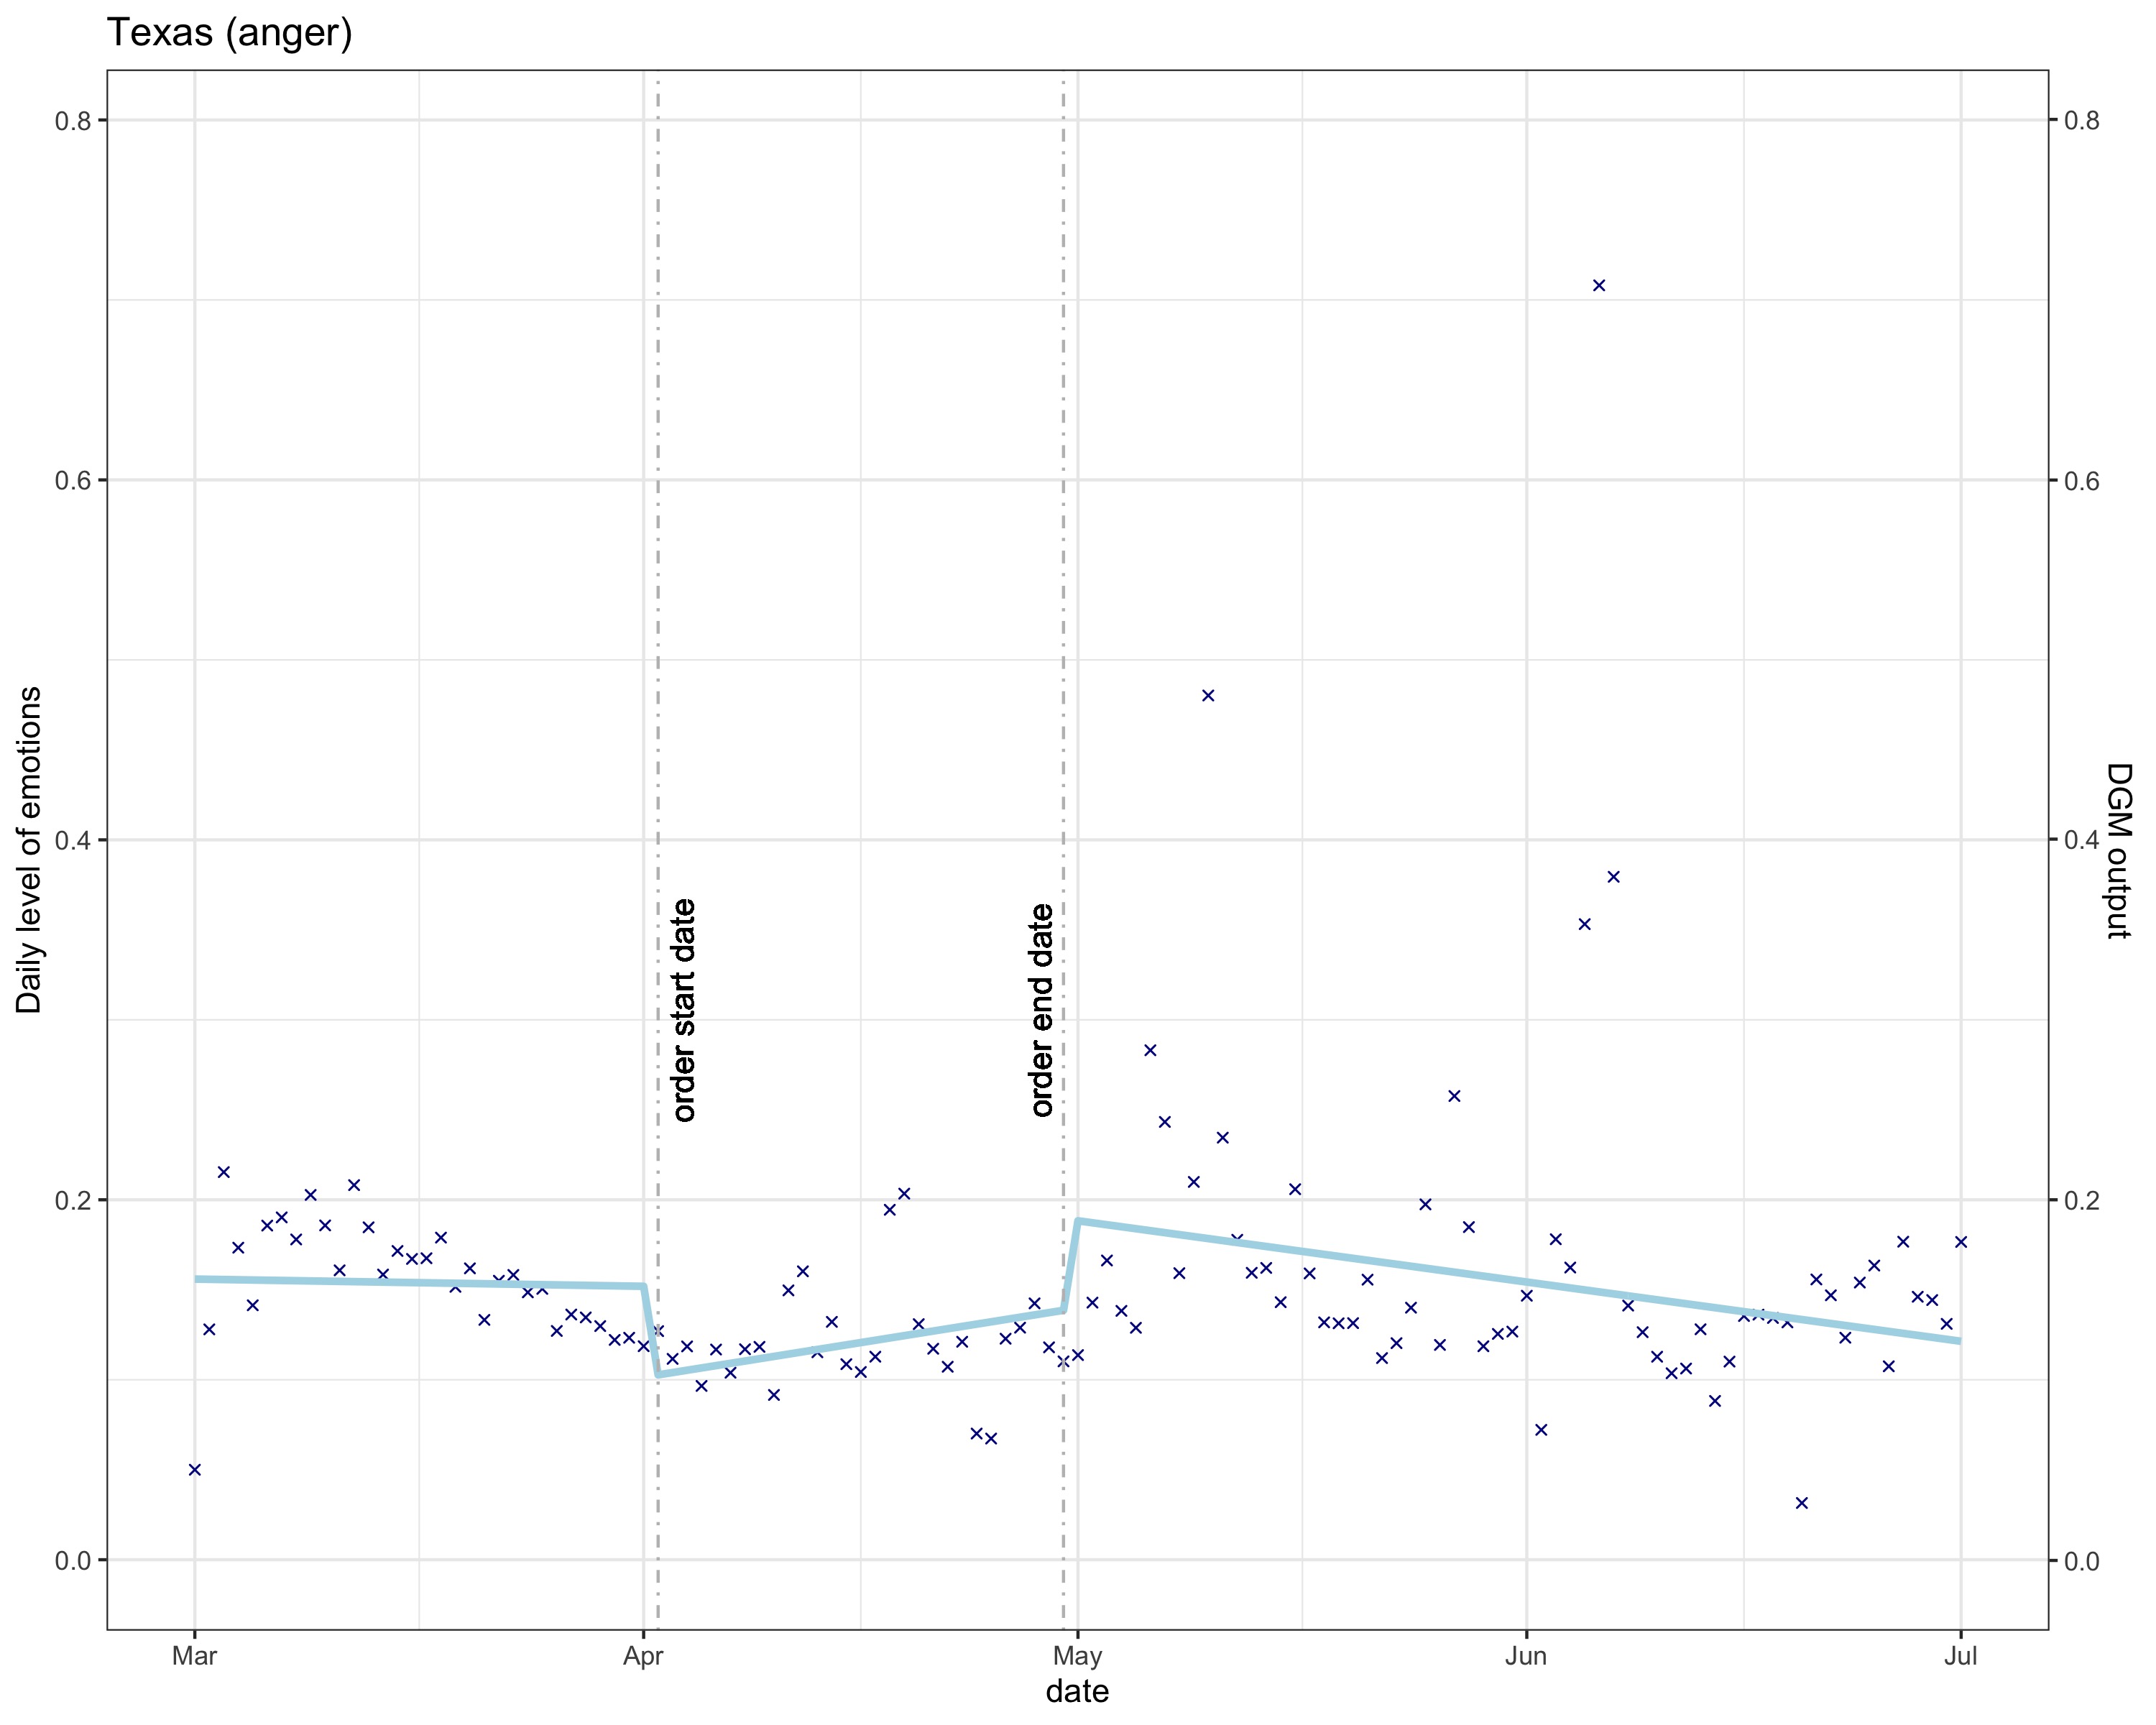 Texas (anger)
0.8
0.6
0.4
0.2
0.0
Daily level of emotions
order start date
order end date
0.8
0.6
0.4
0.2
0.0
DGM output
Mar
Apr
May
Jun
Jul
date